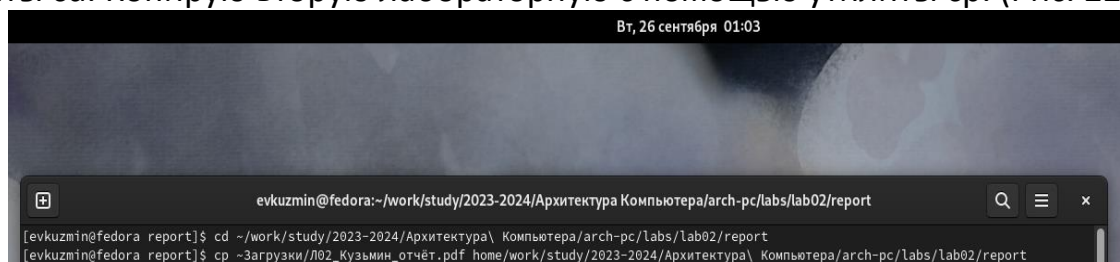 Вт, 26 сентября 01:03
evkuzmin@fedora:~/work/study/2023-2024/Архитектура Компьютера/arch-pc/labs/lab02/report
[evkuzmin@fedora report]$ cd ~/work/study/2023-2024/Архитектура\ Компьютера/arch-pc/labs/lab02/report
[evkuzmin@fedora report]$ cp ~Загрузки/Л02_Кузьмин_отчёт.pdf home/work/study/2023-2024/Архитектура\ Компьютера/arch-pc/labs/lab02/report